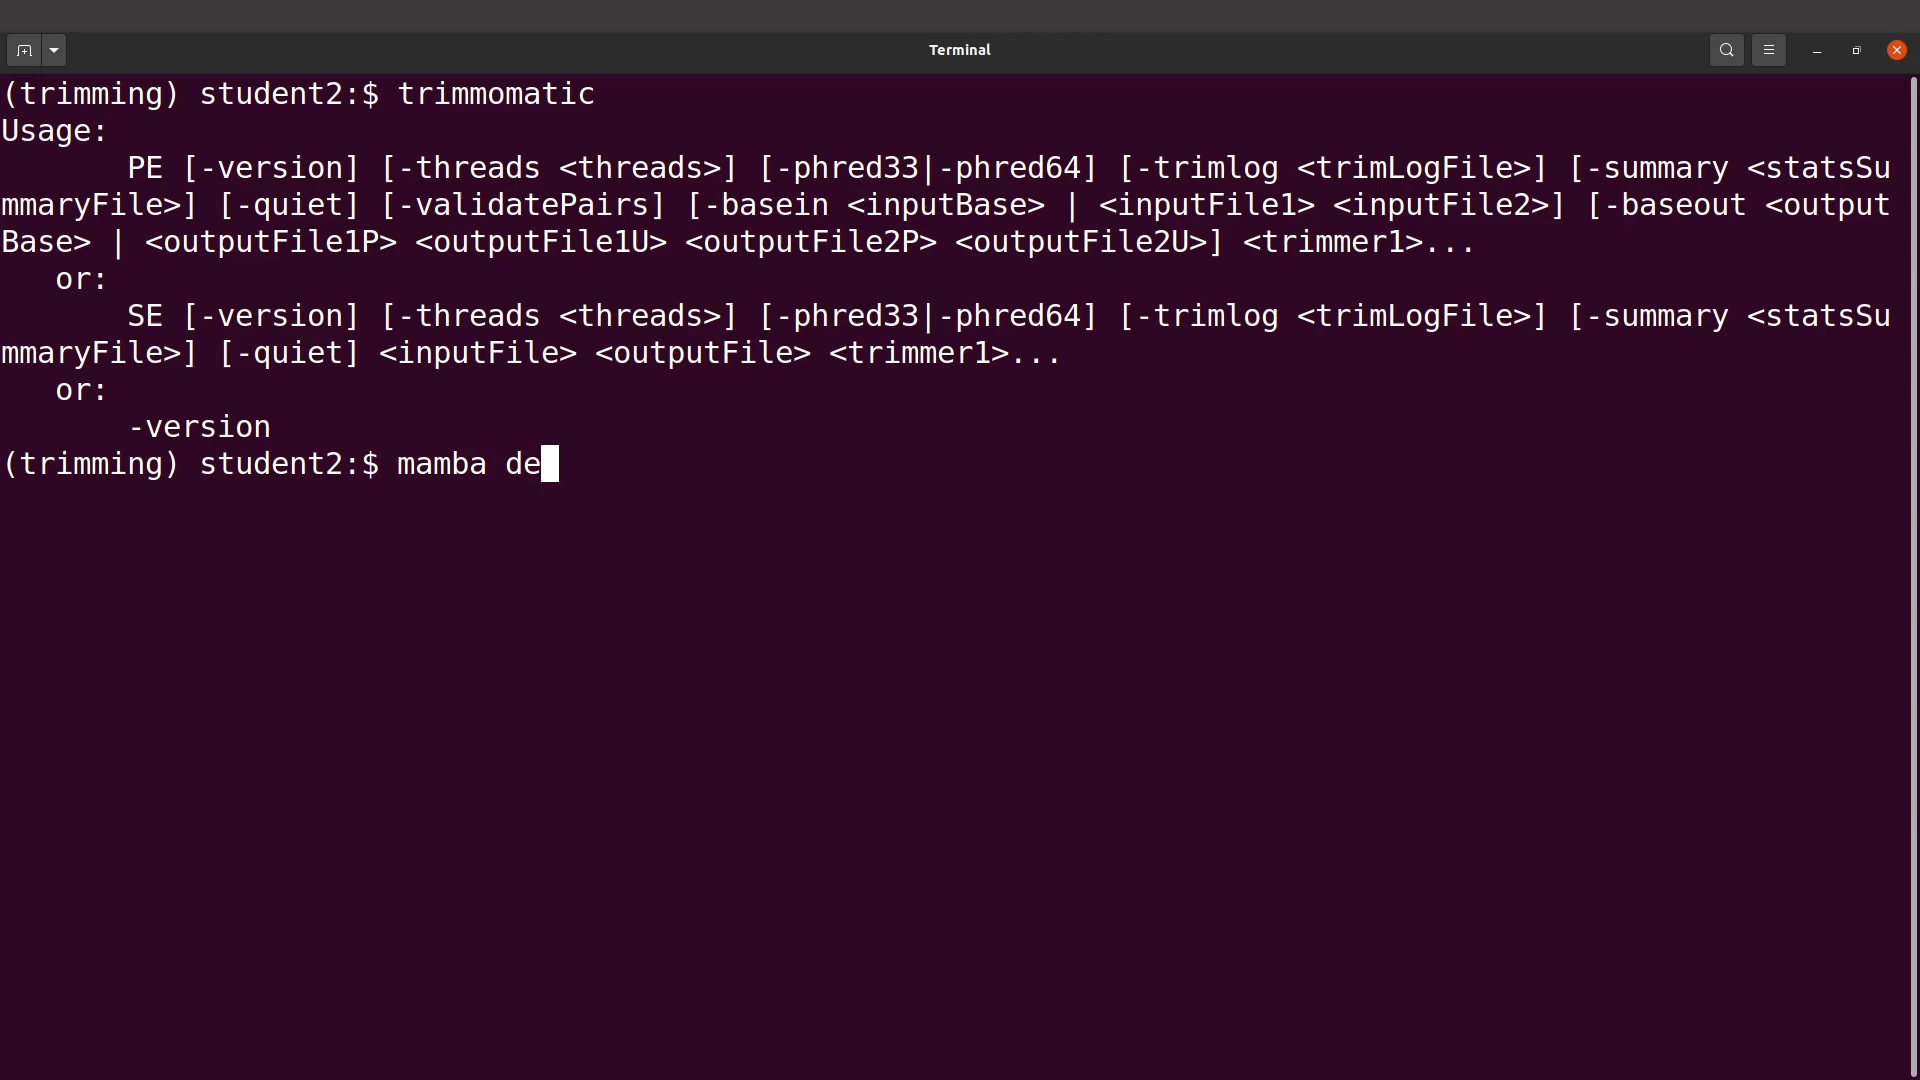 Terminal
(trimming) student2:$ trimmomatic
Usage:
       PE [-version] [-threads <threads>] [-phred33|-phred64] [-trimlog <trimLogFile>] [-summary <statsSu
mmaryFile>] [-quiet] [-validatePairs] [-basein <inputBase> | <inputFile1> <inputFile2>] [-baseout <output
Base> | <outputFile1P> <outputFile1U> <outputFile2P> <outputFile2U>] <trimmer1>...
   or:
       SE [-version] [-threads <threads>] [-phred33|-phred64] [-trimlog <trimLogFile>] [-summary <statsSu
mmaryFile>] [-quiet] <inputFile> <outputFile> <trimmer1>...
   or:
       -version
(trimming) student2:$ mamba de